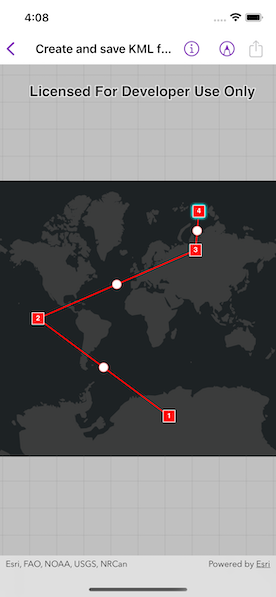 4:08
Create and save KML f...
Licensed For Developer Use Only
4
3
2
1
Esri, FAO, NOAA, USGS, NRCan
Powered by Esri